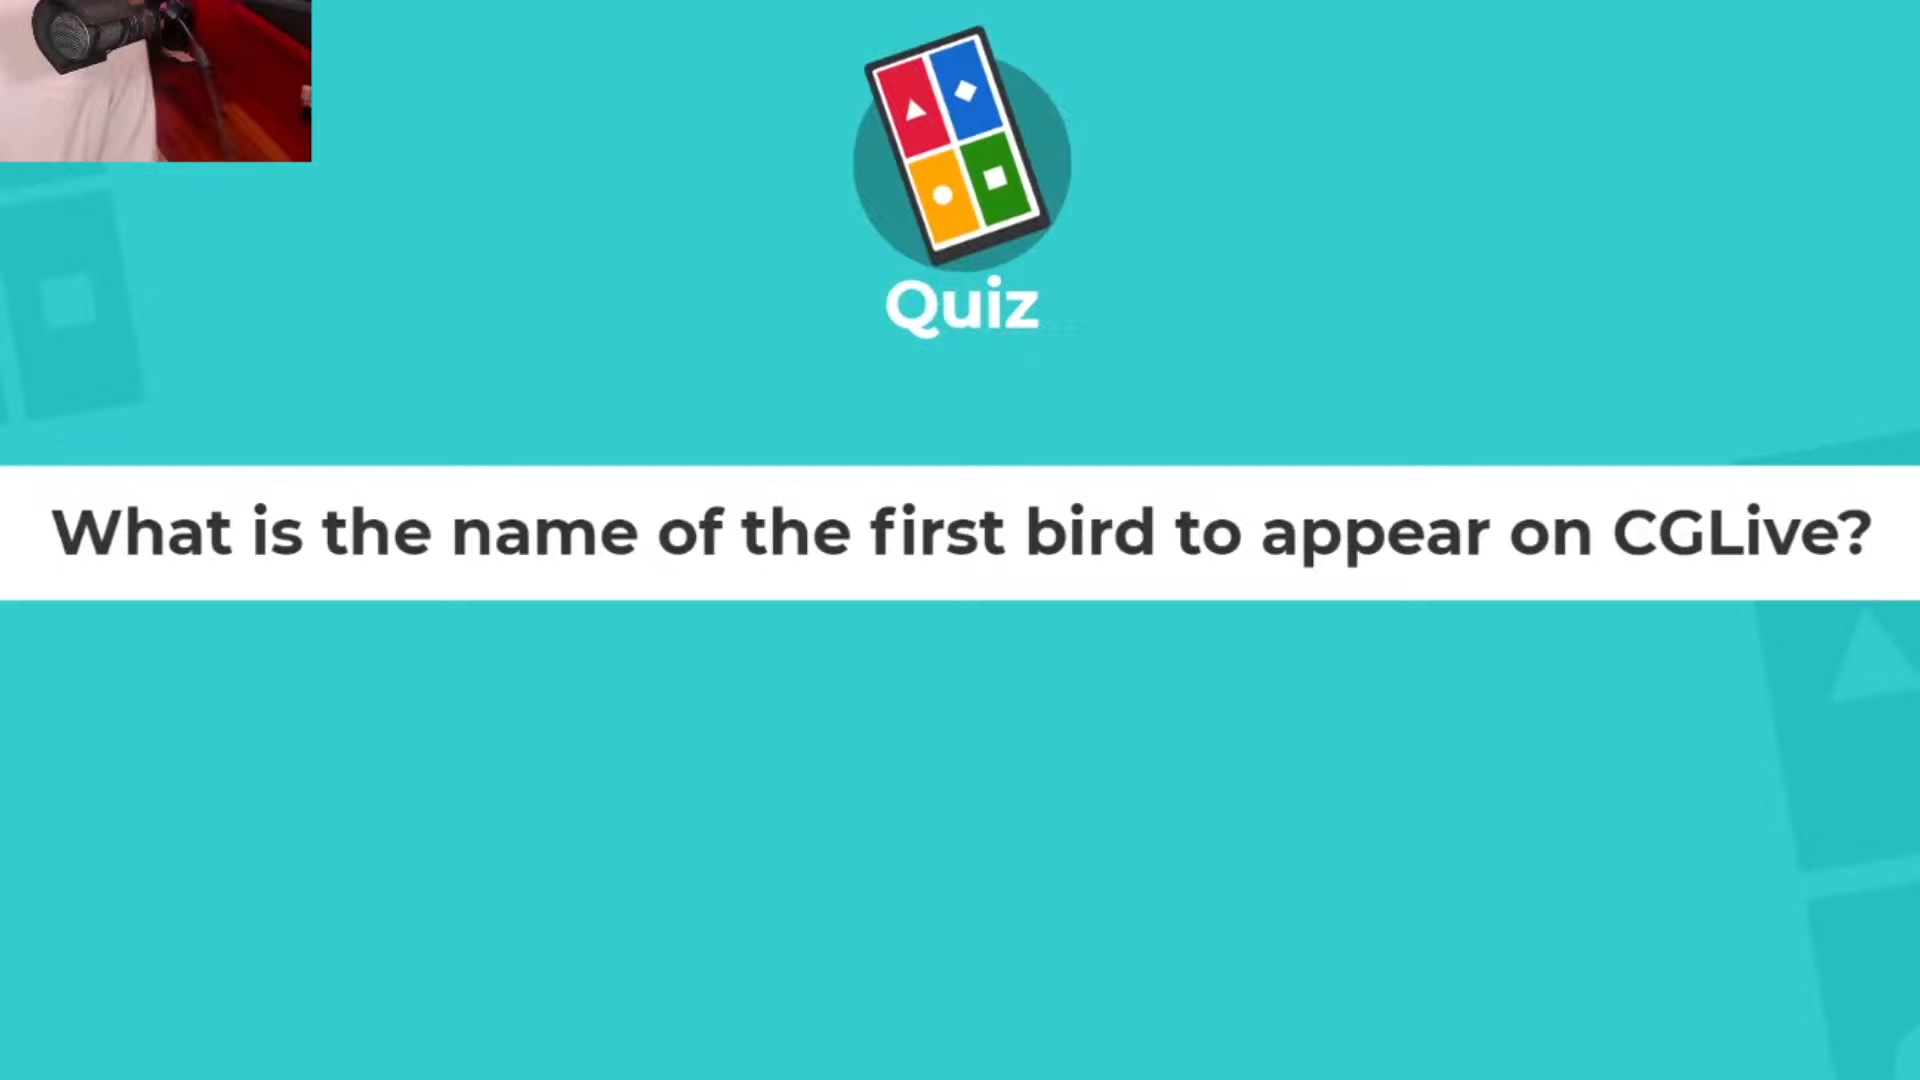 Quiz
What is the name of the first bird to appear on CGLive?